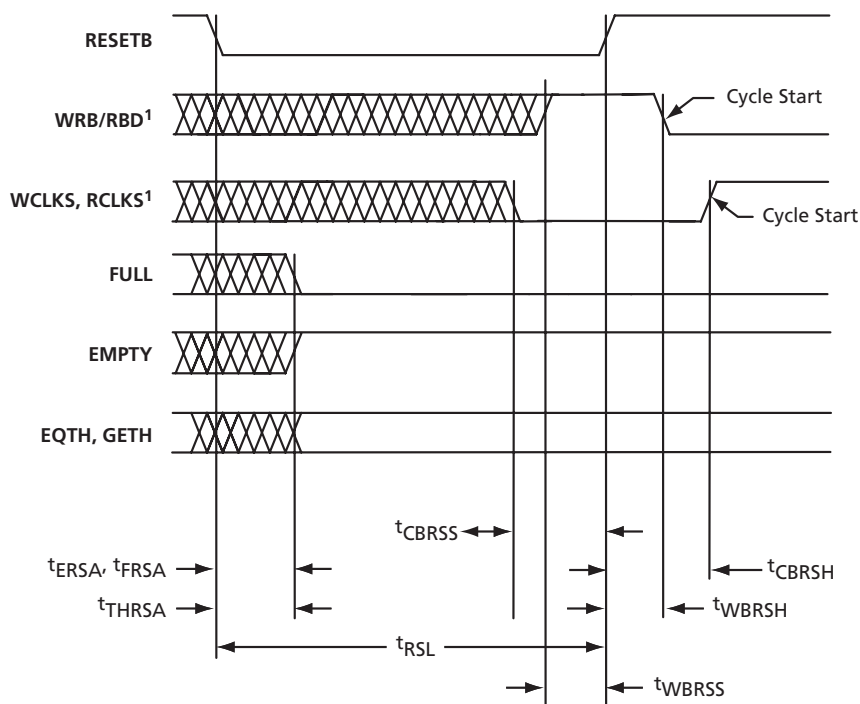 RESETB
WRB/RBD¹
Cycle Start
WCLKS, RCLKS¹
Cycle Start
FULL
EMPTY
EQTH, GETH
tCBRSS
tERSA, tFRSA
tCBRSH
tTHRSA
tWBRSH
tRSL
tWBRSS